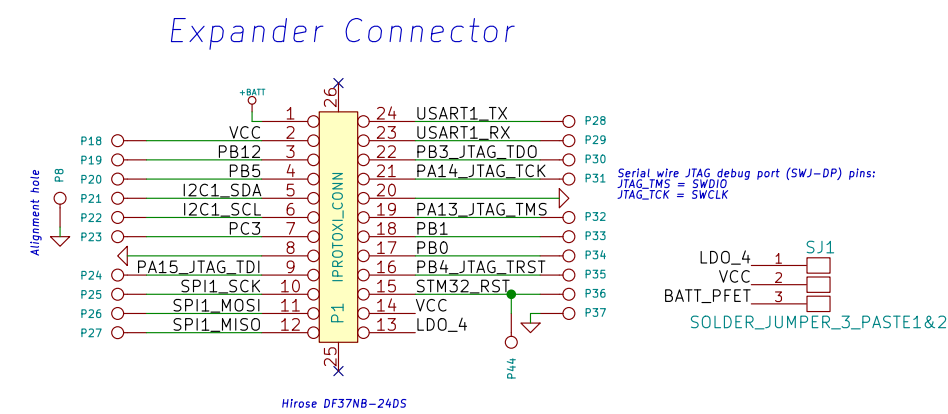 Expander Connector
+BATT
26
1
24
USART1_TX
P28
P18
VCC
2
23
USART1_RX
P29
P19
PB12
3
22
PB3_JTAG_TDO
P30
P20
PB4
4
21
PA14_JTAG_TCK
P31
P21
I2C1_SDA
5
20
P22
I2C1_SCL
6
19
PA13_JTAG_TMS
P32
P23
PC3
7
18
PB1
P33
8
17
PB0
P34
P24
PA15_JTAG_TDI
9
16
PB4_JTAG_TRST
P35
P25
SPI1_SCK
10
15
STM32_RST
P36
P26
SPI1_MOSI
11
14
VCC
P37
P27
SPI1_MISO
12
13
LDO_4
25
IPROTOXI_CONN
P1
P44
Alignment hole
P8
Hirose DF37NB-24DS
Serial wire JTAG debug port (SWJ-DP) pins:
JTAG_TMS = SWDIO
JTAG_TCK = SWCLK
SJ1
LDO_4
1
VCC
2
BATT_PFET
3
SOLDER_JUMPER_3_PASTE1&2